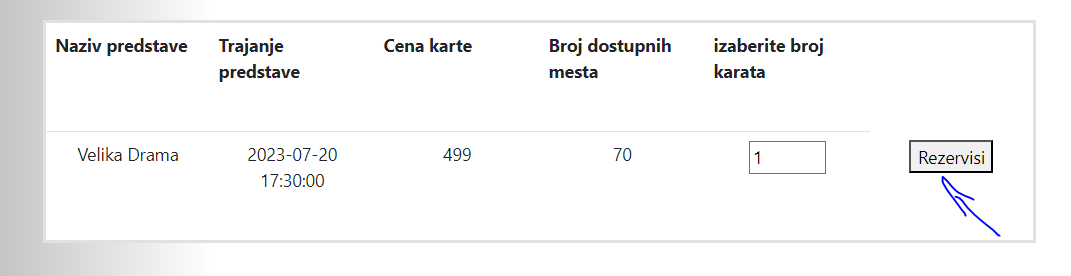 Naziv predstave Trajanje predstave Cena karte Broj dostupnih mesta izaberite broj karata
Velika Drama 2023-07-20 17:30:00 499 70 1 Rezervisi